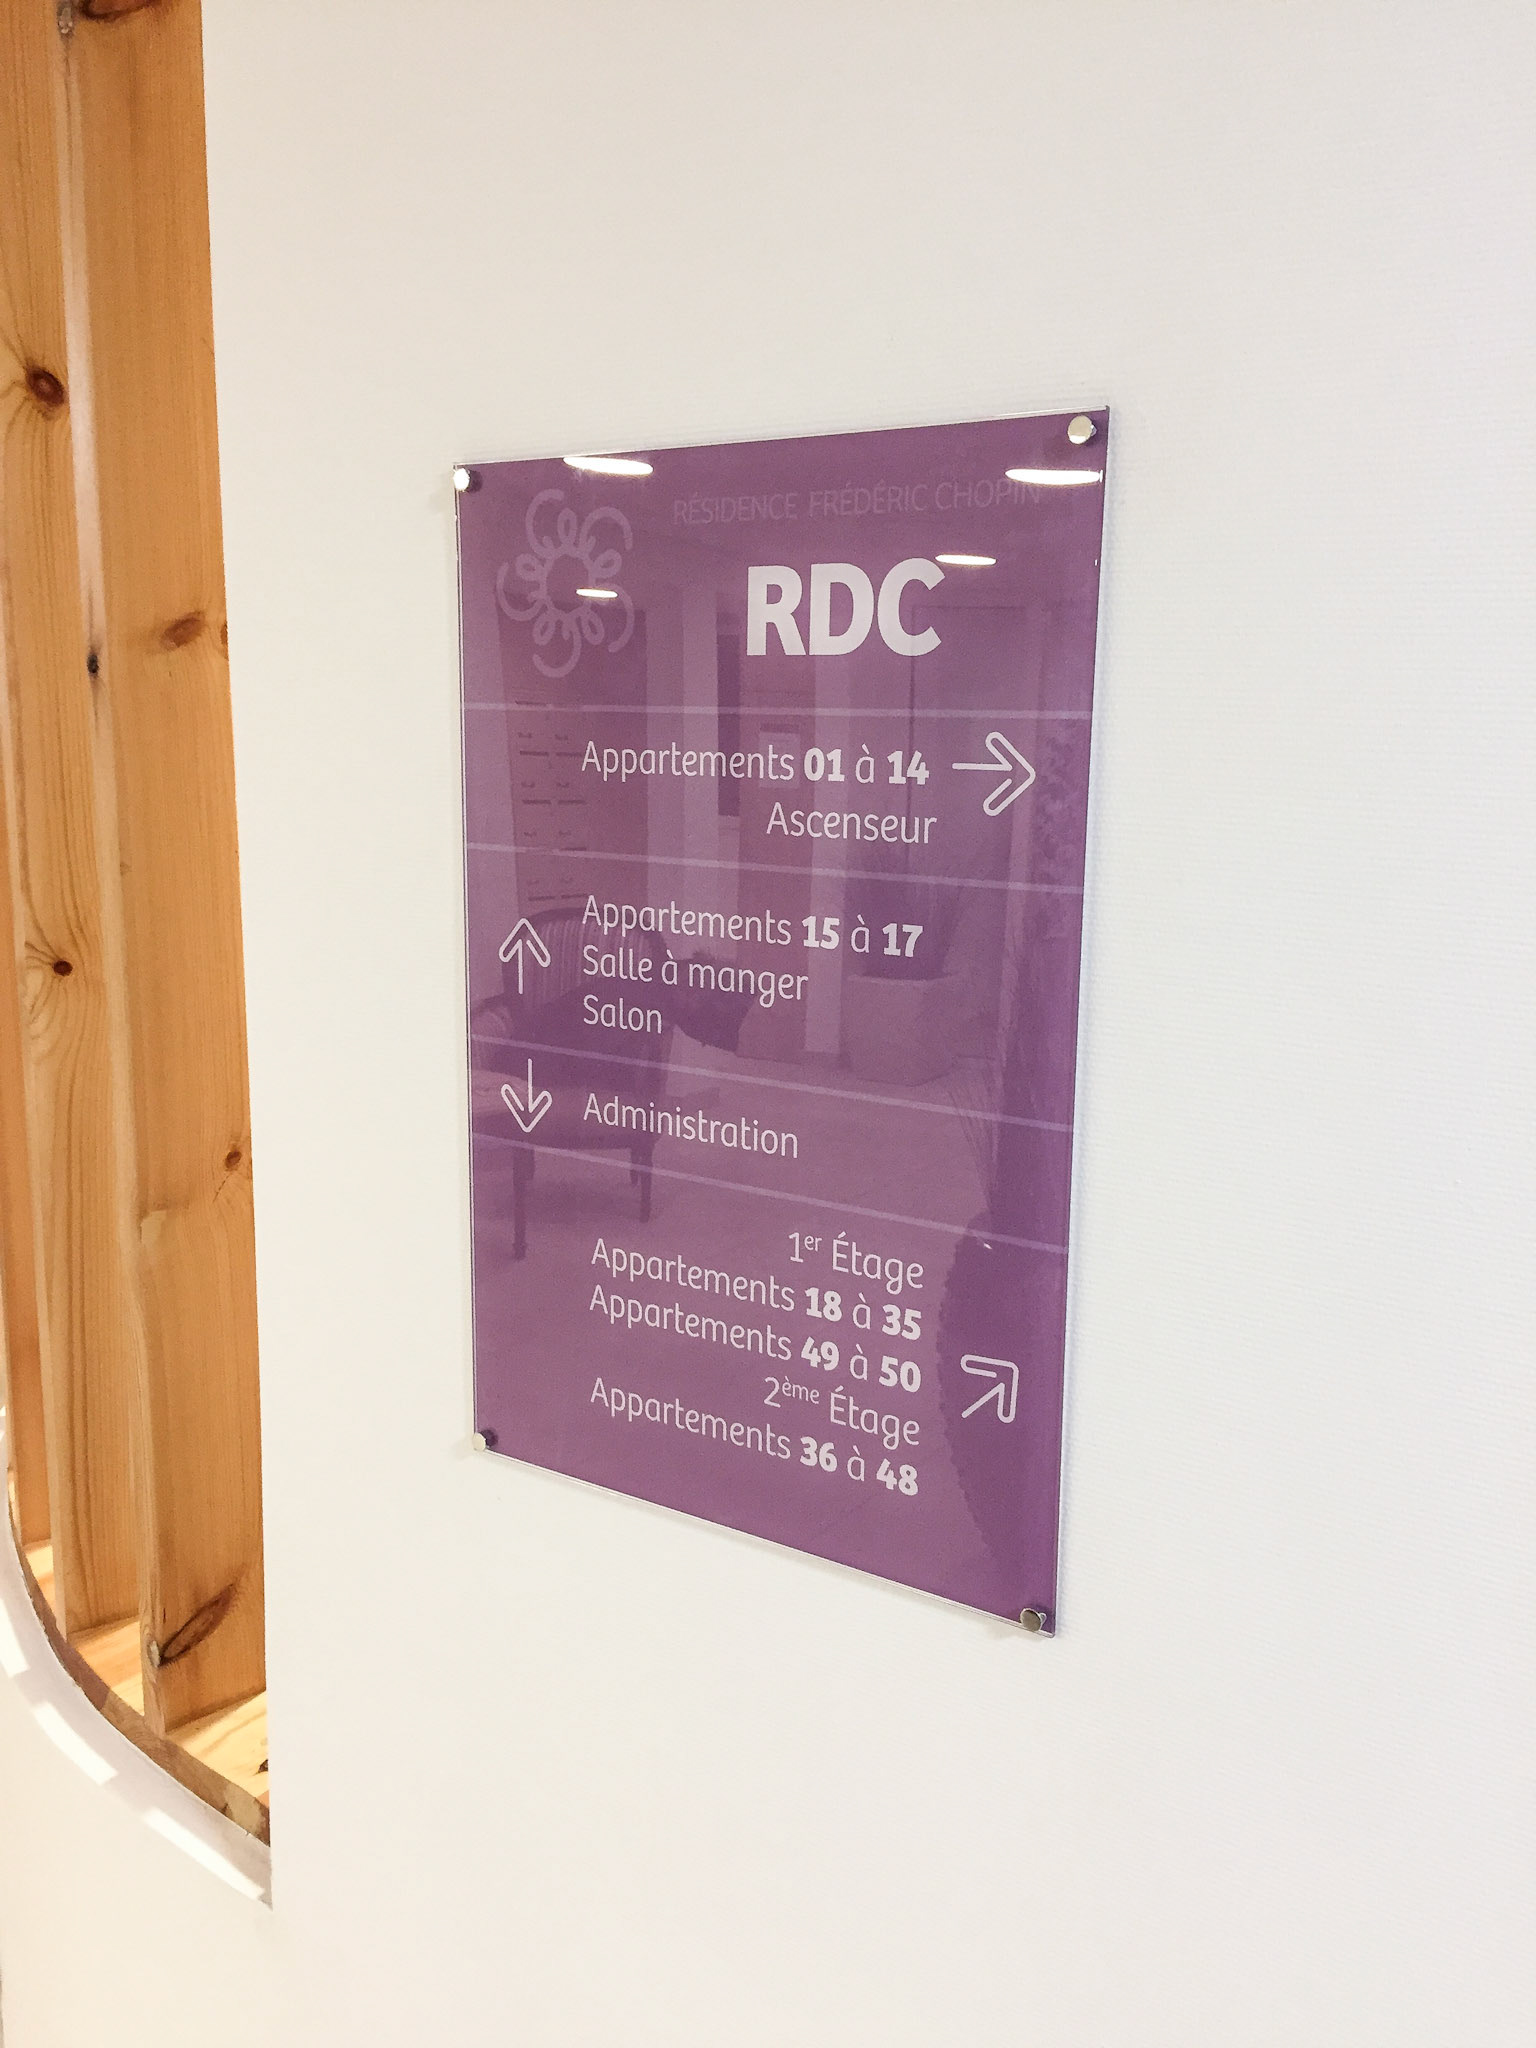 RÉSIDENCE FRÉDÉRIC CHOPIN
RDC
Appartements 01 à 14
Ascenseur
Appartements 15 à 17
Salle à manger
Salon
Administration
1er Étage
Appartements 18 à 35
Appartements 49 à 50
2ème Étage
Appartements 36 à 48